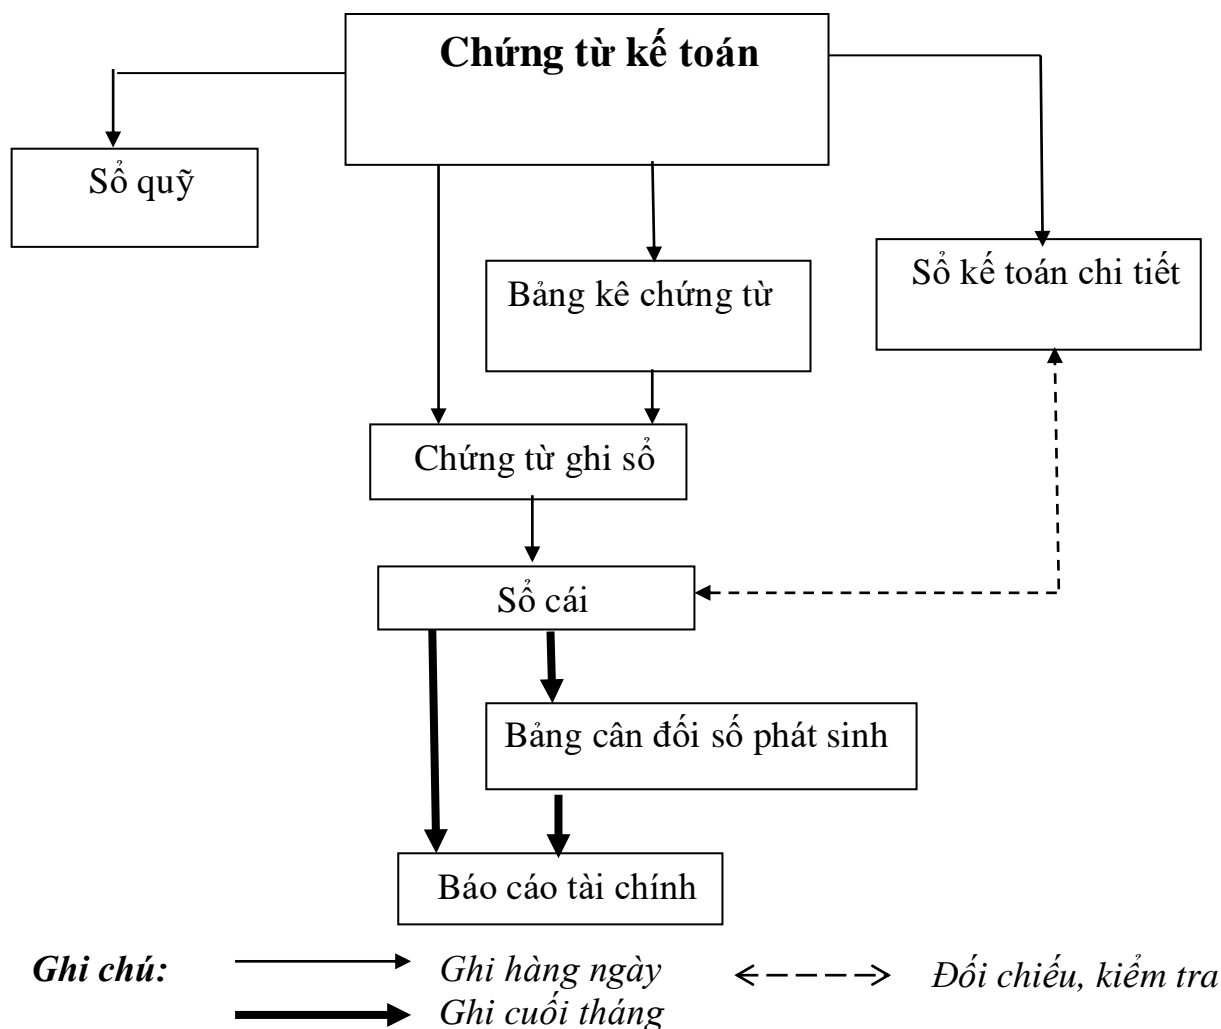 Chứng từ kế toán
Sổ quỹ
Sổ kế toán chi tiết
Bảng kê chứng từ
Chứng từ ghi sổ
Sổ cái
Bảng cân đối số phát sinh
Báo cáo tài chính
Ghi chú:
Ghi hàng ngày
Đối chiếu, kiểm tra
Ghi cuối tháng